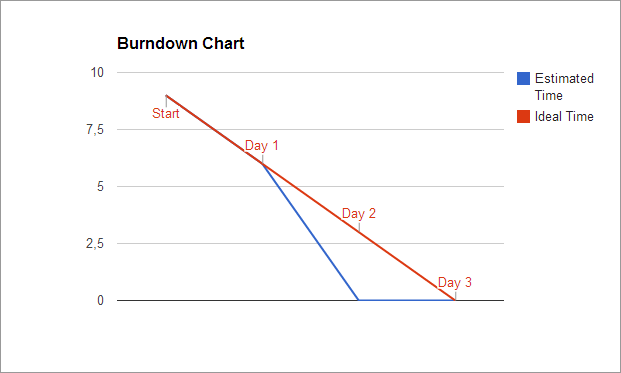 Burndown Chart
10
7,5
5
2,5
0
Start
Day 1
Day 2
Day 3
Estimated
Time
Ideal Time